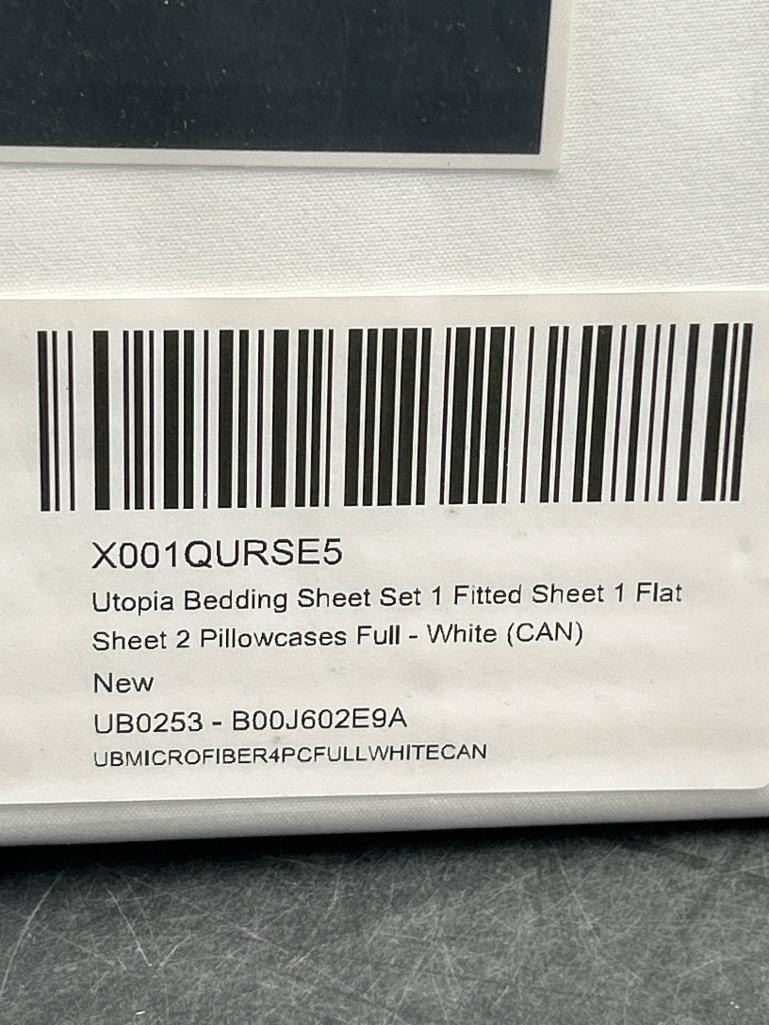 X001QURSE5
Utopia Bedding Sheet Set 1 Fitted Sheet 1 Flat
Sheet 2 Pillowcases Full - White (CAN)
New
UB0253 - B00J602E9A
UBMICROFIBER4PCFULLWHITECAN